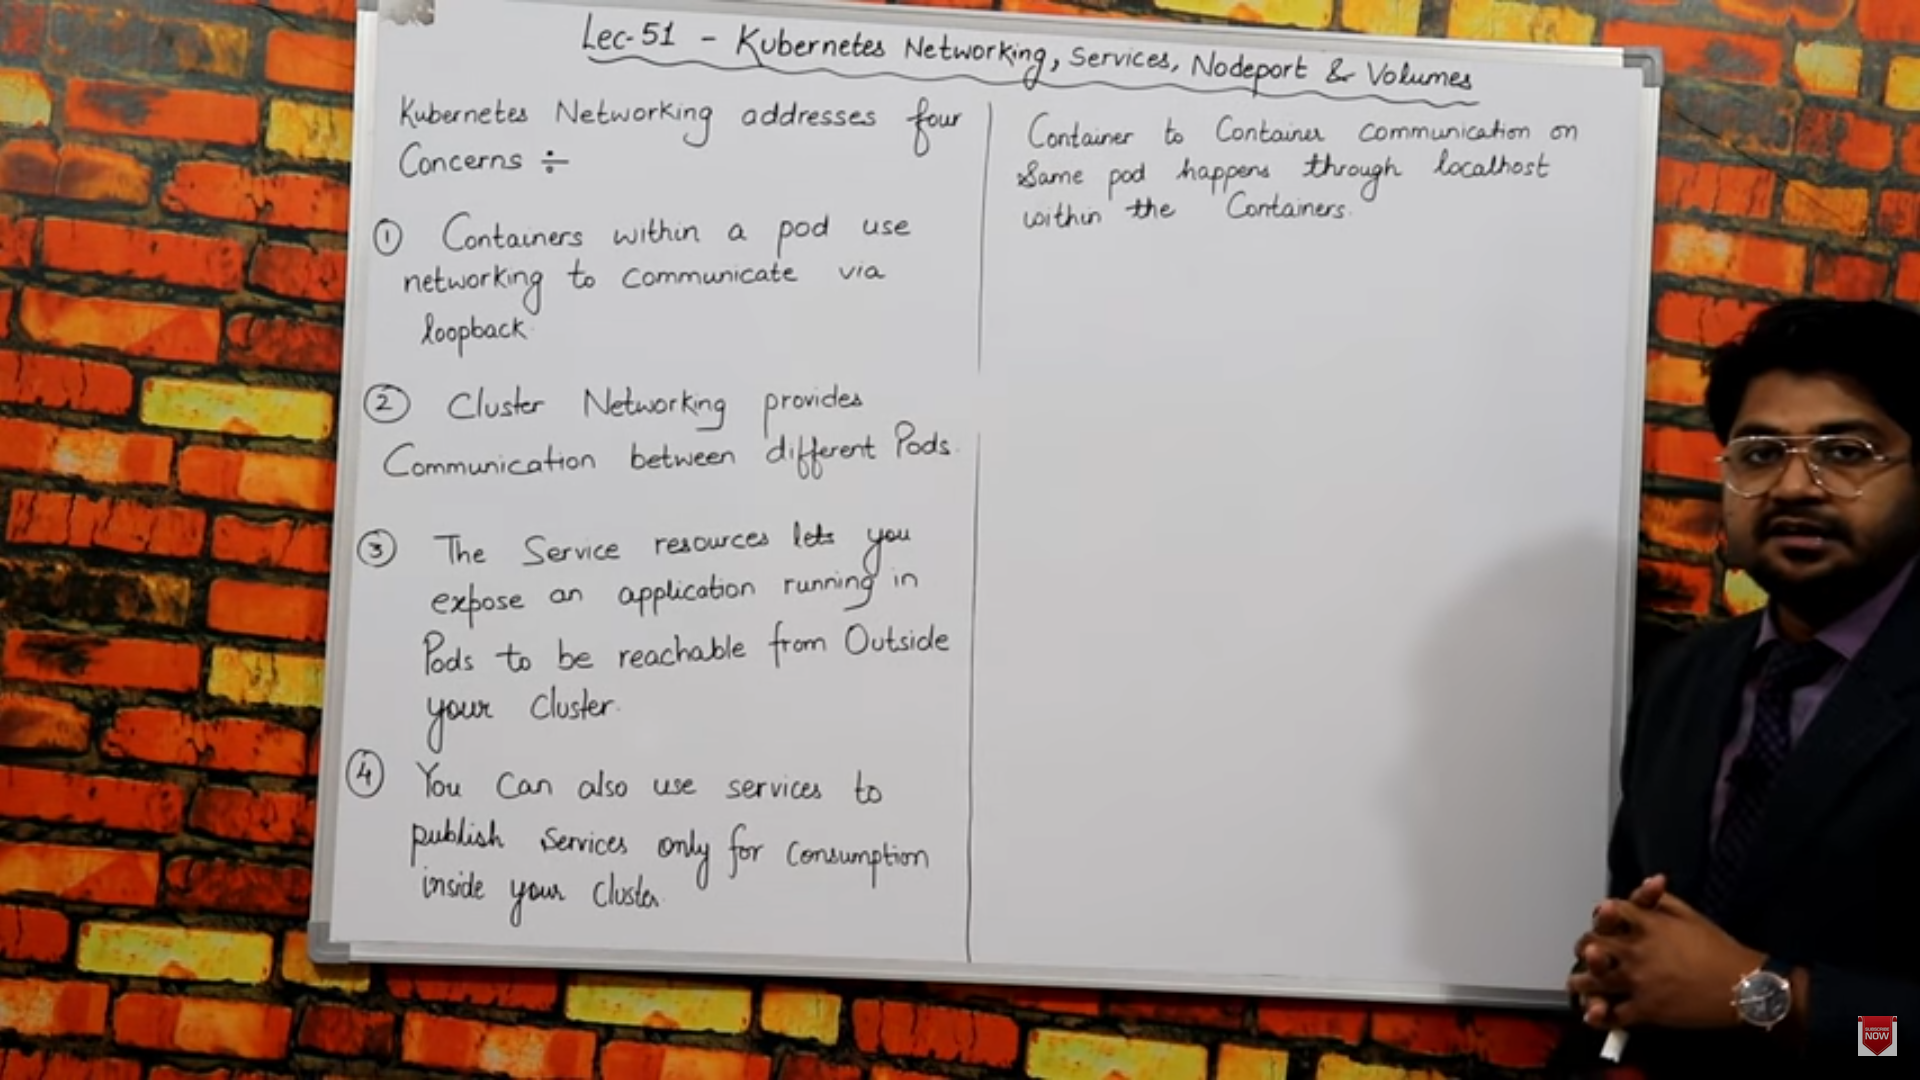 Lec-51 - Kubernetes Networking, Services, Nodeport & Volumes
Kubernetes Networking addresses four
Concerns ÷
① Containers within a pod use
networking to communicate via
loopback.
② Cluster Networking provides
Communication between different Pods.
③ The Service resources lets you
expose an application running in
Pods to be reachable from Outside
your Cluster.
④ You Can also use services to
publish Services only for Consumption
inside your Cluster.
Container to Container communication on
Same pod happens through localhost
within the Containers.
SUBSCRIBE
NOW